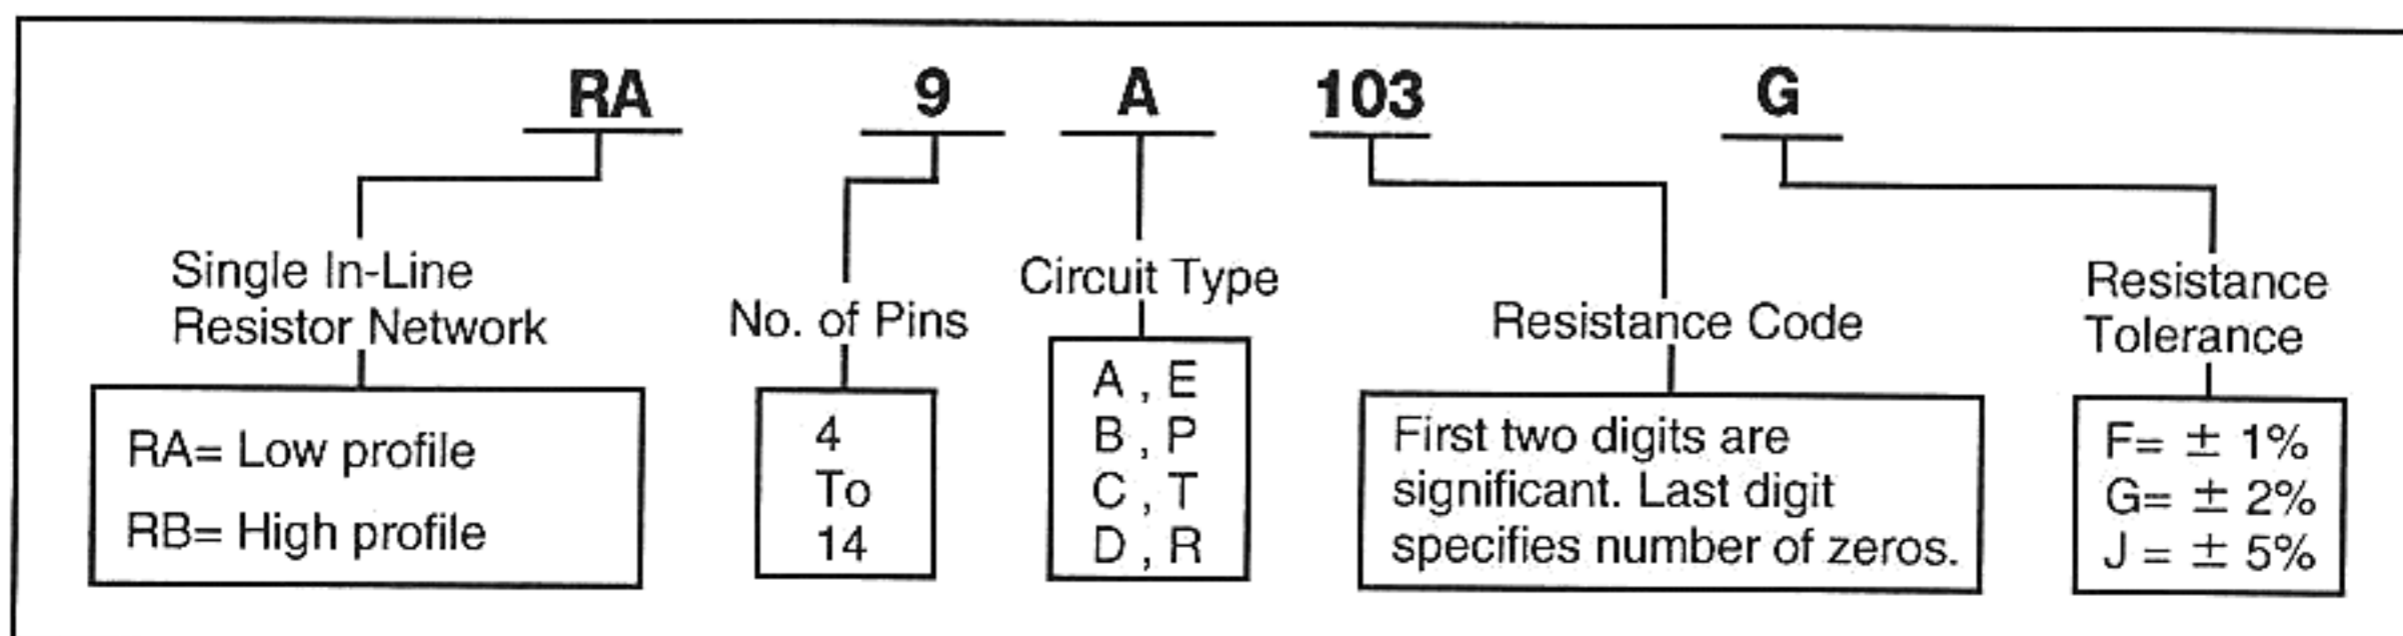 RA 9 A 103 G
Single In-Line
Resistor Network
RA= Low profile
RB= High profile
No. of Pins
4
To
14
Circuit Type
A , E
B , P
C , T
D , R
Resistance Code
First two digits are
significant. Last digit
specifies number of zeros.
Resistance
Tolerance
F= ± 1%
G= ± 2%
J = ± 5%